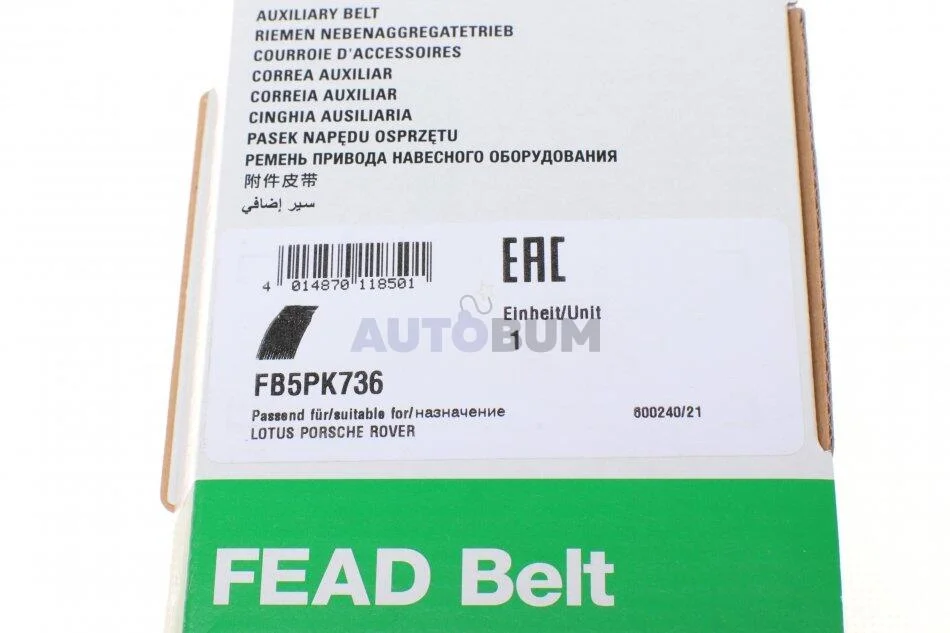 AUXILIARY BELT
RIEMEN NEBENAGGREGATETRIEB
COURROIE D'ACCESSOIRES
CORREA AUXILIAR
CORREIA AUXILIAR
CINGHIA AUSILIARIA
PASEK NAPĘDU OSPRZĘTU
РЕМЕНЬ ПРИВОДА НАВЕСНОГО ОБОРУДОВАНИЯ
附件皮带
سير إضافي
EAC
4 014870 118501
Einheit/Unit
1
AUTOBUM
FB5PK736
Passend für/suitable for/назначение 600240/21
LOTUS PORSCHE ROVER
FEAD Belt